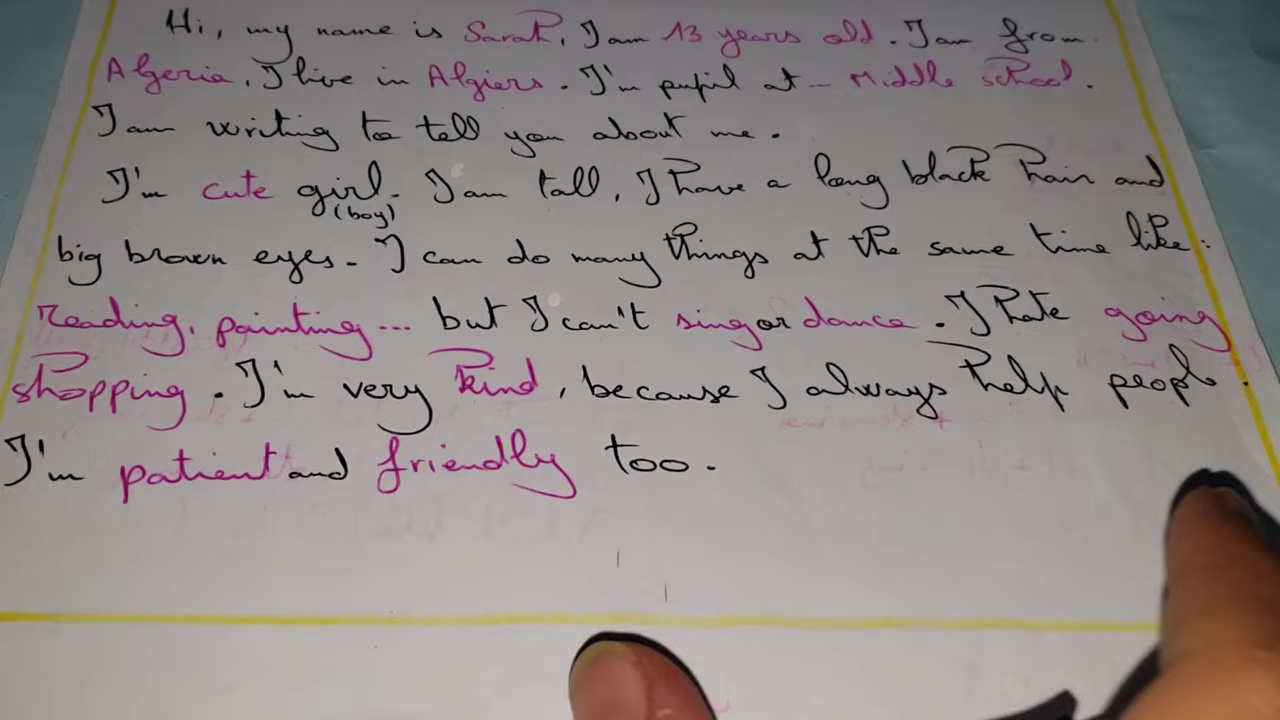 Hi, my name is Sarah, I am 13 years old. I am from
Algeria, I live in Algiers. I'm pupil at ... Middle school.
I am writing to tell you about me.
I'm cute girl. I am tall, I have a long black hair and
(boy)
big brown eyes. I can do many things at the same time like:
reading, painting... but I can't sing or dance. I hate going
shopping. I'm very kind, because I always help people.
I'm patient and friendly too.